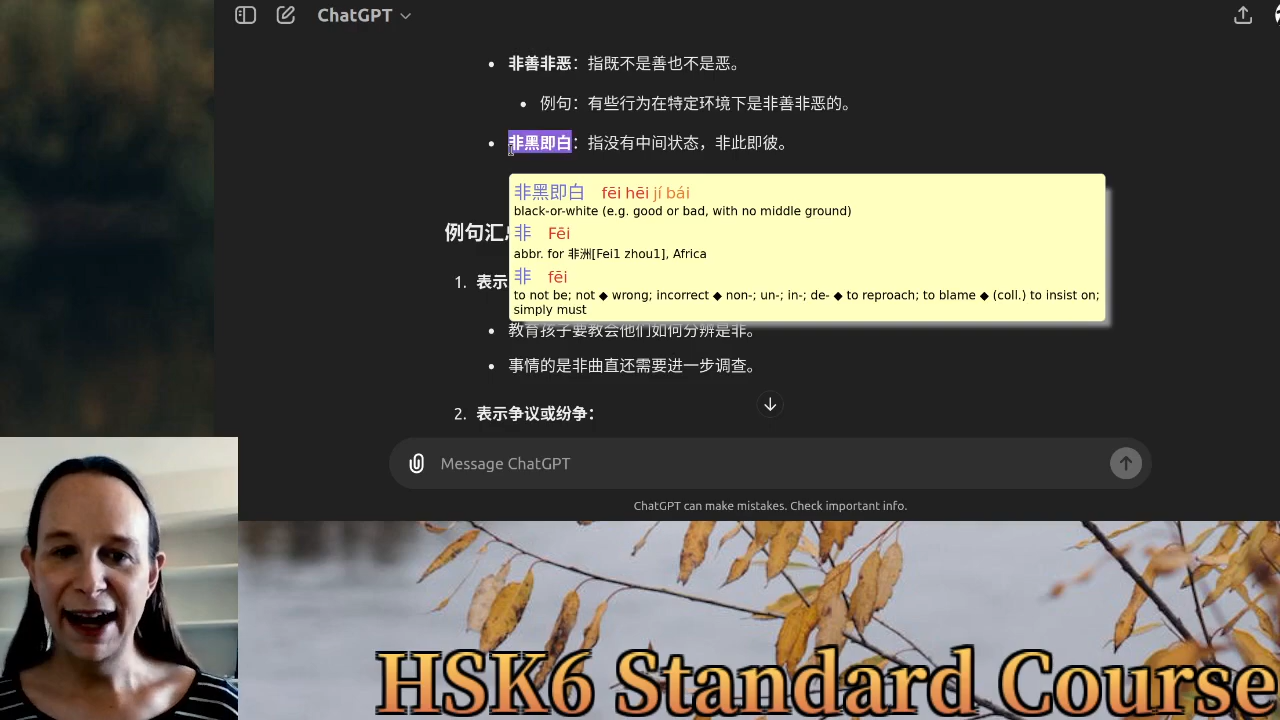 ChatGPT
非善非恶：指既不是善也不是恶。
例句：有些行为在特定环境下是非善非恶的。
非黑即白：指没有中间状态，非此即彼。
非黑即白 fēi hēi jí bái
black-or-white (e.g. good or bad, with no middle ground)
非 Fēi
abbr. for 非洲[Fei1 zhou1], Africa
非 fēi
to not be; not ◆ wrong; incorrect ◆ non-; un-; in-; de- ◆ to reproach; to blame ◆ (coll.) to insist on;
simply must
例句汇
1. 表示
教育孩子要教会他们如何分辨是非。
事情的是非曲直还需要进一步调查。
2. 表示争议或纷争：
Message ChatGPT
ChatGPT can make mistakes. Check important info.
HSK6 Standard Course